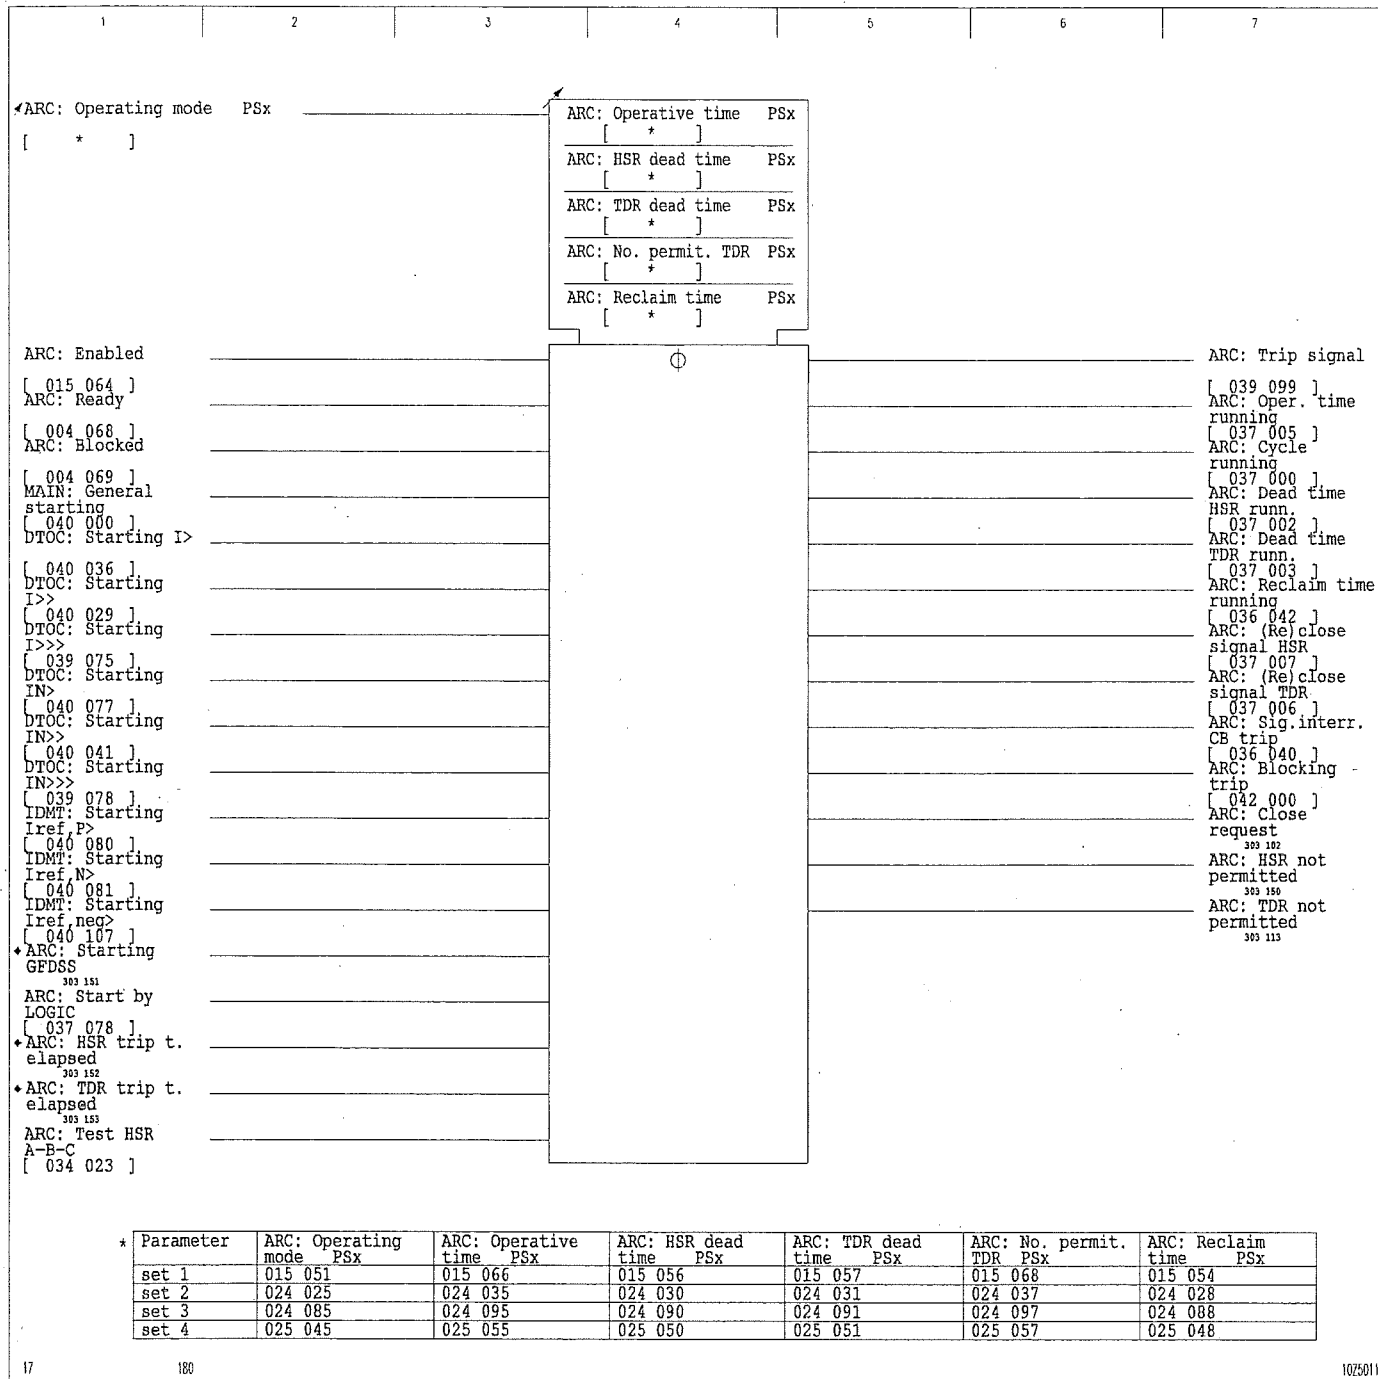 1 2 3 4 5 6 7
ARC: Operating mode PSx
[ * ]
ARC: Operative time PSx
[ * ]
ARC: HSR dead time PSx
[ * ]
ARC: TDR dead time PSx
[ * ]
ARC: No. permit. TDR PSx
[ * ]
ARC: Reclaim time PSx
[ * ]
ARC: Enabled
[ 015 064 ]
ARC: Ready
[ 004 068 ]
ARC: Blocked
[ 004 069 ]
MAIN: General
starting
[ 040 000 ]
DTOC: Starting I>
[ 040 036 ]
DTOC: Starting
I>>
[ 040 029 ]
DTOC: Starting
I>>>
[ 039 075 ]
DTOC: Starting
IN>
[ 040 077 ]
DTOC: Starting
IN>>
[ 040 041 ]
DTOC: Starting
IN>>>
[ 039 078 ]
IDMT: Starting
Iref,P>
[ 040 080 ]
IDMT: Starting
Iref,N>
[ 040 081 ]
IDMT: Starting
Iref,neg>
[ 040 107 ]
ARC: Starting
GFDSS
303 151
ARC: Start by
LOGIC
[ 037 078 ]
ARC: HSR trip t.
elapsed
303 152
ARC: TDR trip t.
elapsed
303 153
ARC: Test HSR
A-B-C
[ 034 023 ]
ARC: Trip signal
[ 039 099 ]
ARC: Oper. time
running
[ 037 005 ]
ARC: Cycle
running
[ 037 000 ]
ARC: Dead time
HSR runn.
[ 037 002 ]
ARC: Dead time
TDR runn.
[ 037 003 ]
ARC: Reclaim time
running
[ 036 042 ]
ARC: (Re)close
signal HSR
[ 037 007 ]
ARC: (Re)close
signal TDR
[ 037 006 ]
ARC: Sig.interr.
CB trip
[ 036 040 ]
ARC: Blocking
trip
[ 042 000 ]
ARC: Close
request
303 102
ARC: HSR not
permitted
303 150
ARC: TDR not
permitted
303 113
* Parameter ARC: Operating mode PSx ARC: Operative time PSx ARC: HSR dead time PSx ARC: TDR dead time PSx ARC: No. permit. TDR PSx ARC: Reclaim time PSx
set 1 015 051 015 066 015 056 015 057 015 068 015 054
set 2 024 025 024 035 024 030 024 031 024 037 024 028
set 3 024 085 024 095 024 090 024 091 024 097 024 088
set 4 025 045 025 055 025 050 025 051 025 057 025 048
17 180 10Z5011